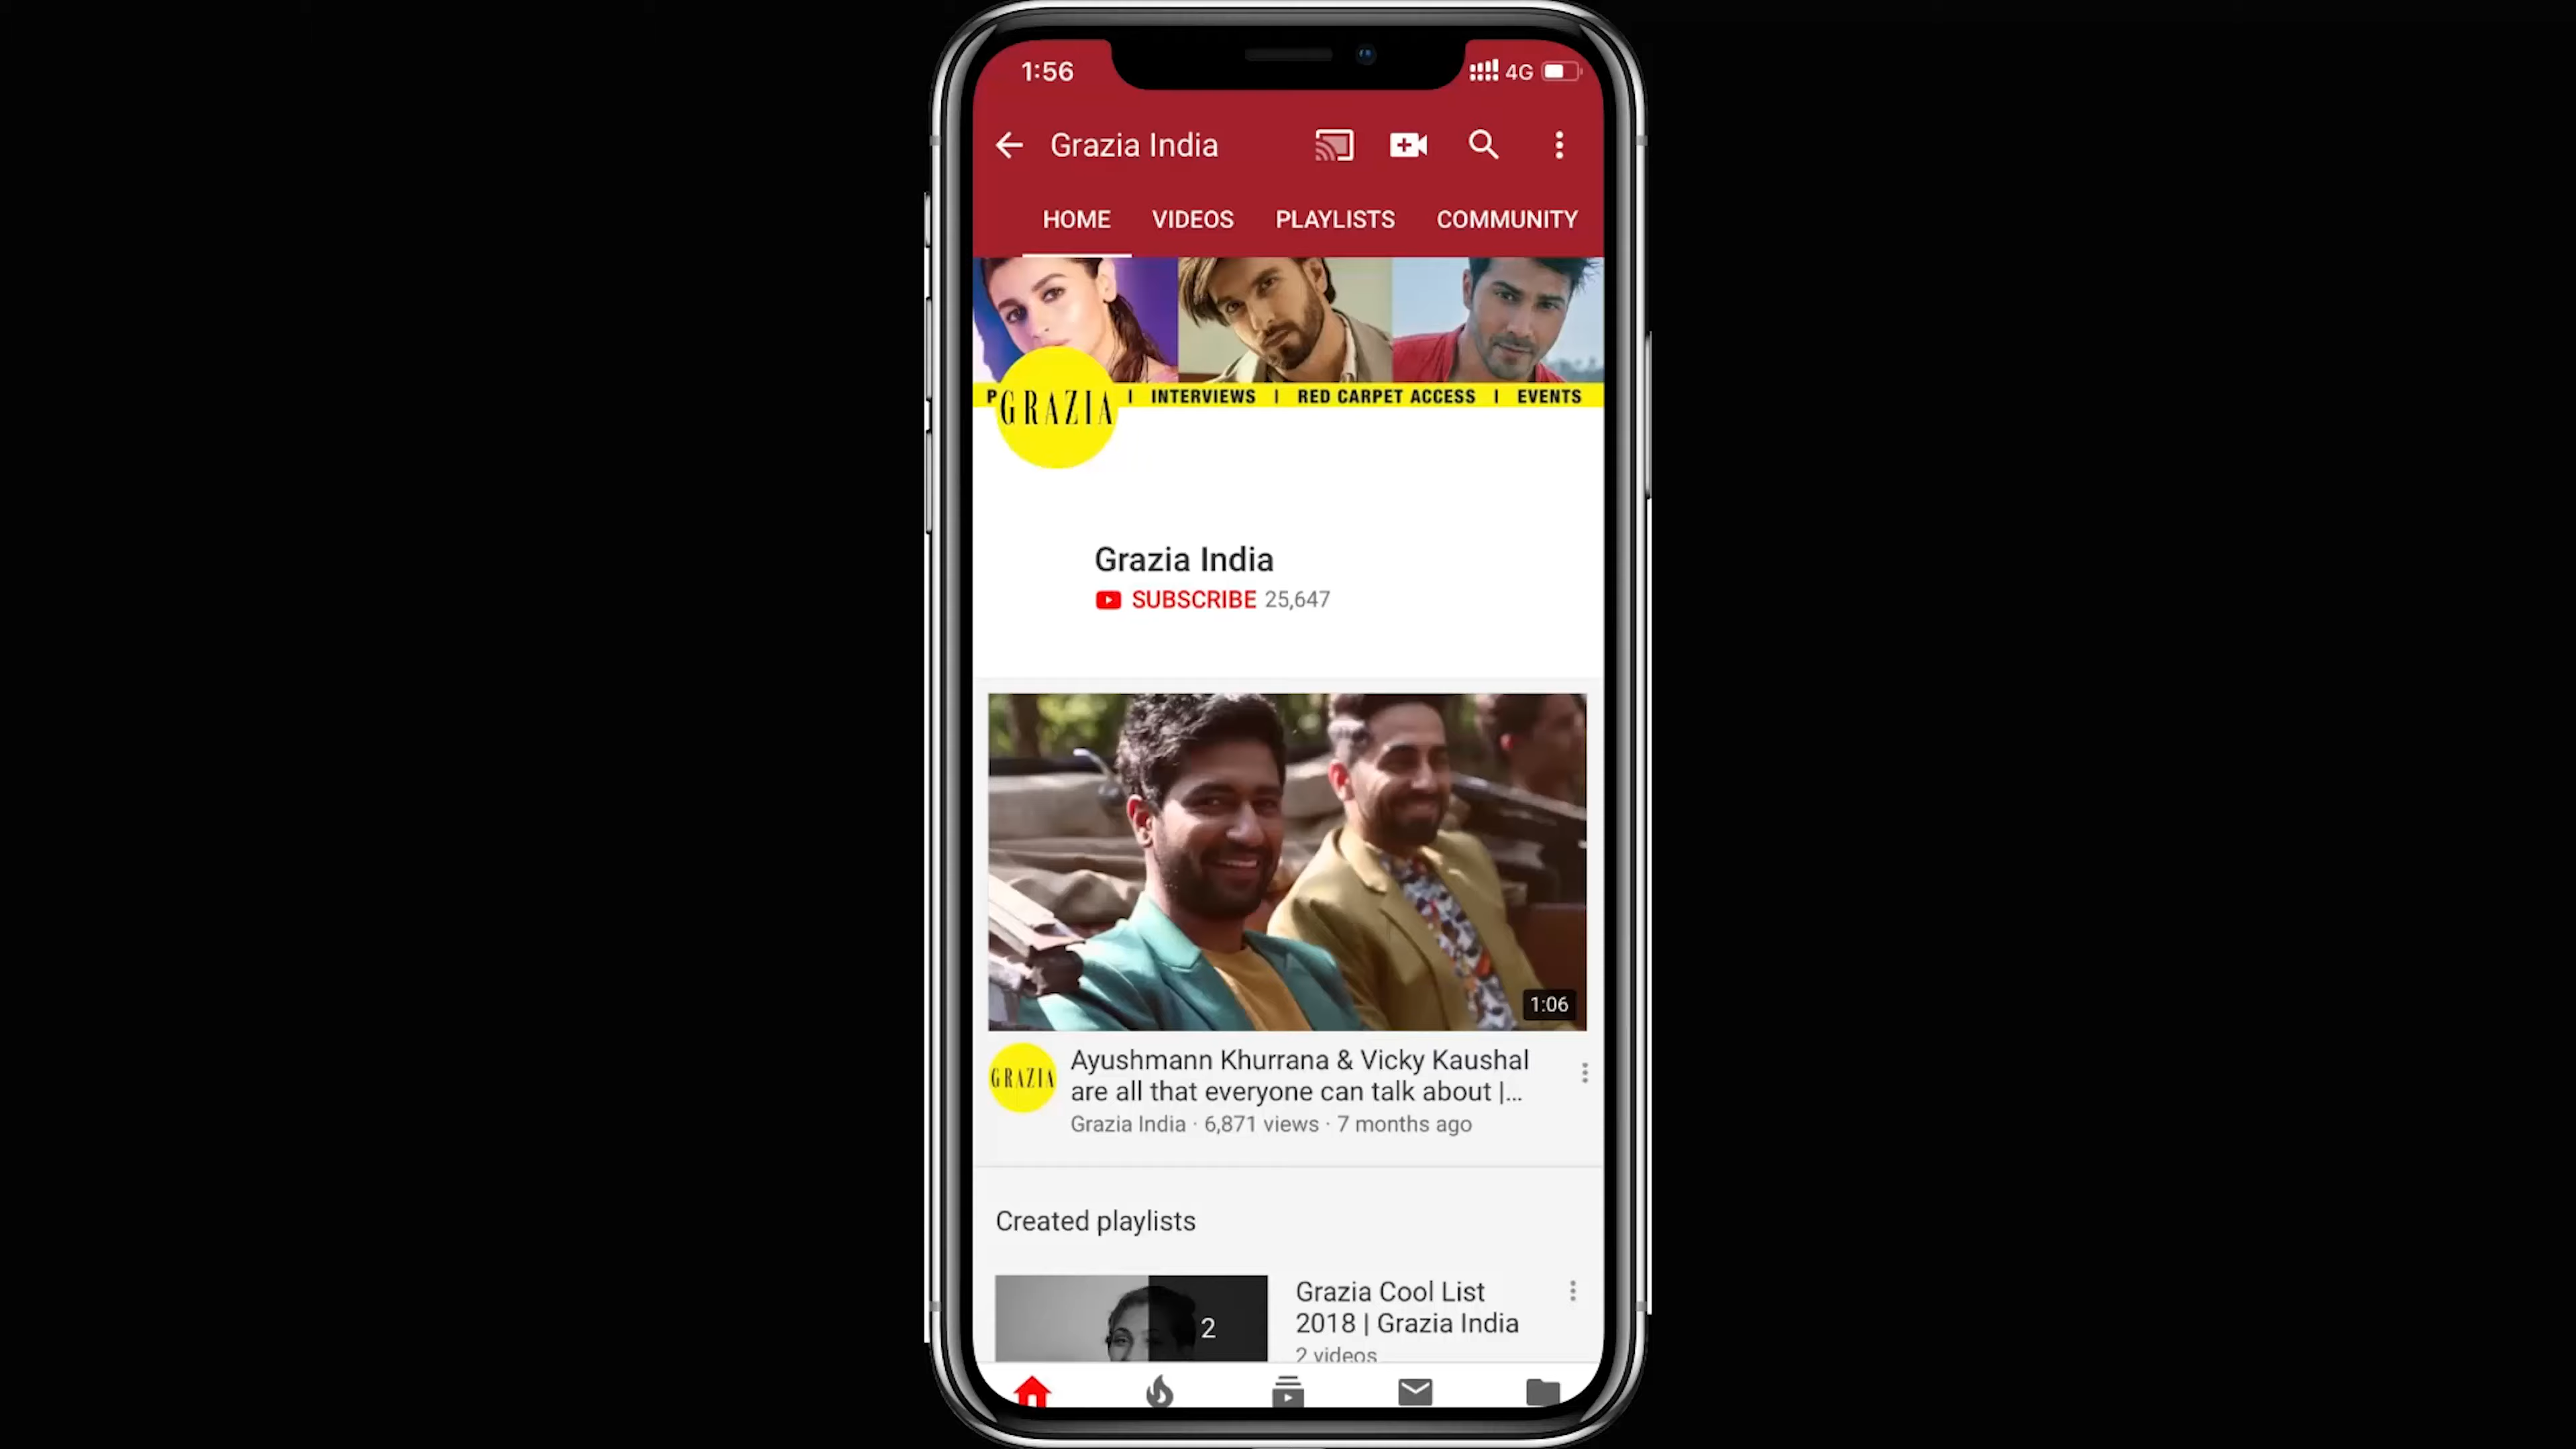 1:56
4G
Grazia India
HOME VIDEOS PLAYLISTS COMMUNITY
GRAZIA | INTERVIEWS | RED CARPET ACCESS | EVENTS
Grazia India
SUBSCRIBE 25,647
1:06
GRAZIA
Ayushmann Khurrana & Vicky Kaushal
are all that everyone can talk about |...
Grazia India · 6,871 views · 7 months ago
Created playlists
2
Grazia Cool List
2018 | Grazia India
2 videos